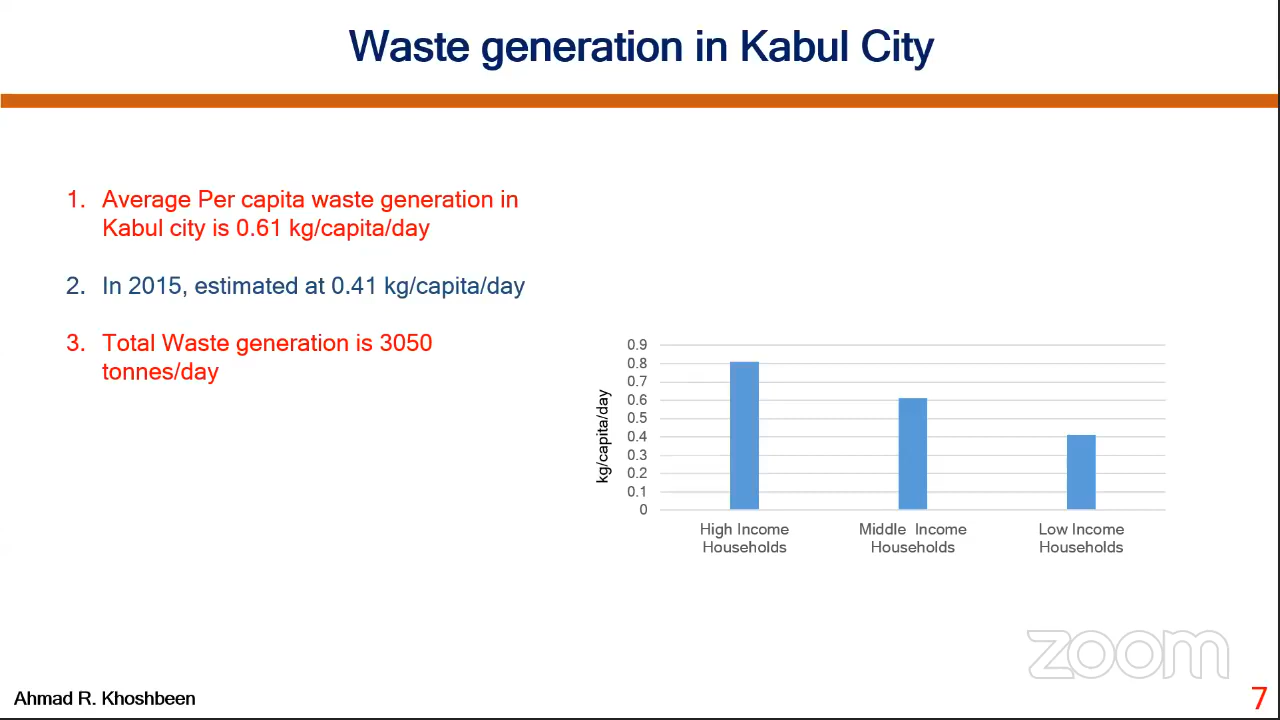 Waste generation in Kabul City
1. Average Per capita waste generation in
Kabul city is 0.61 kg/capita/day
2. In 2015, estimated at 0.41 kg/capita/day
3. Total Waste generation is 3050
tonnes/day
kg/capita/day
0.9
0.8
0.7
0.6
0.5
0.4
0.3
0.2
0.1
0
High Income
Households
Middle Income
Households
Low Income
Households
zoom
Ahmad R. Khoshbeen
7